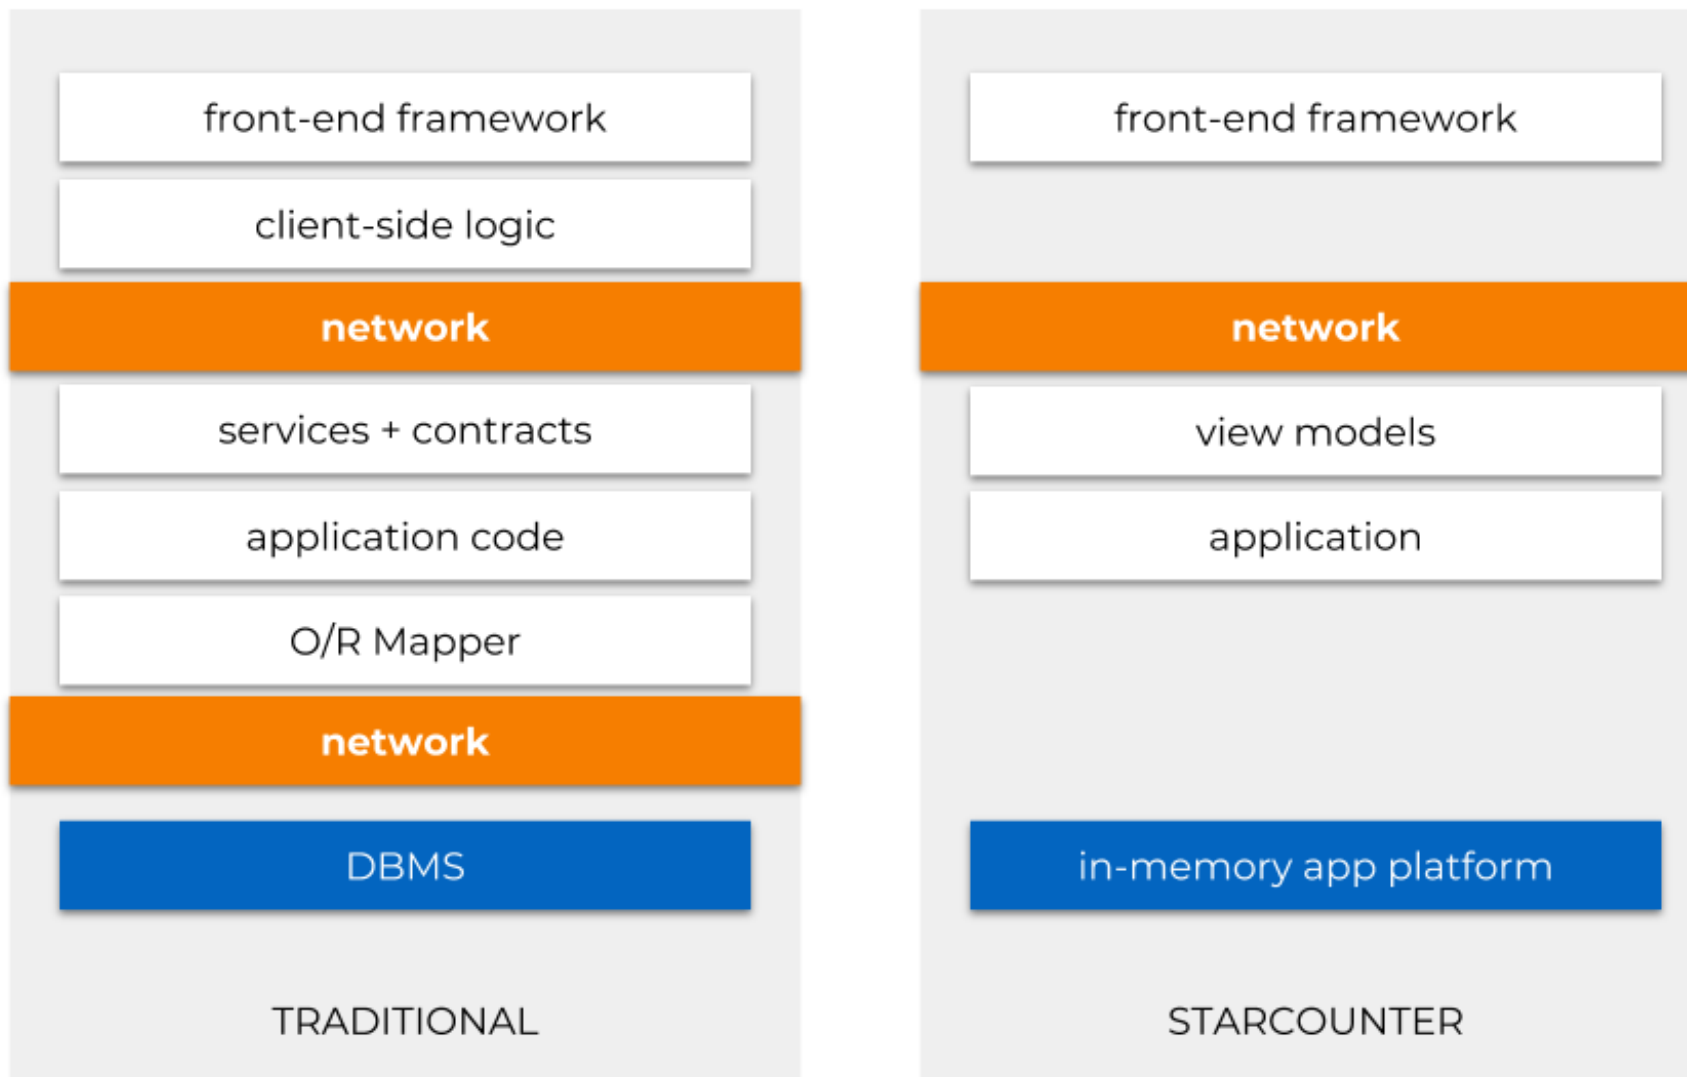 front-end framework
client-side logic
network
services + contracts
application code
O/R Mapper
network
DBMS
TRADITIONAL
front-end framework
network
view models
application
in-memory app platform
STARCOUNTER